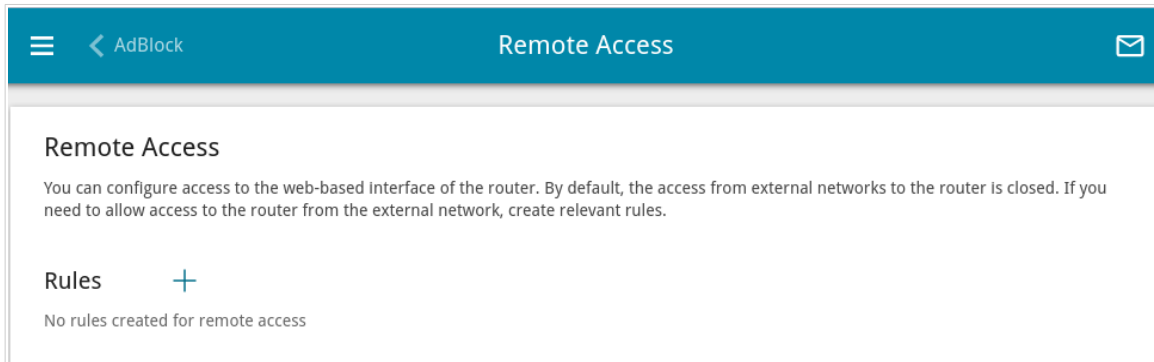 AdBlock
Remote Access
Remote Access
You can configure access to the web-based interface of the router. By default, the access from external networks to the router is closed. If you
need to allow access to the router from the external network, create relevant rules.
Rules
No rules created for remote access